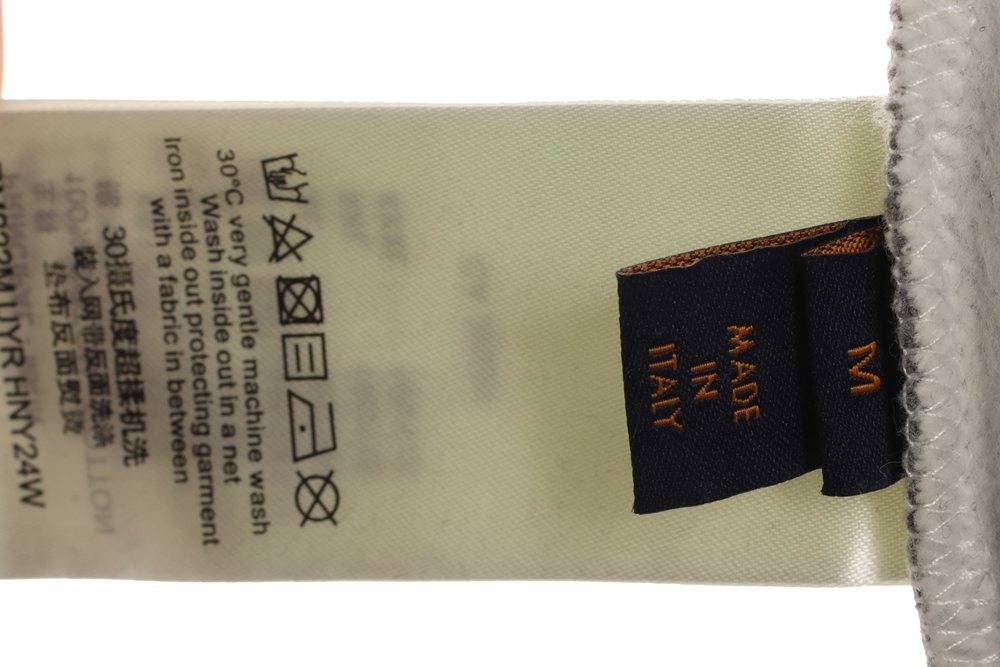 M
MADE
IN
ITALY
30°C very gentle machine wash
Wash inside out in a net
Iron inside out protecting garment
with a fabric in between
30摄氏度超揉机洗
装入网带反面洗涤
垫布反面熨烫
HNY24W